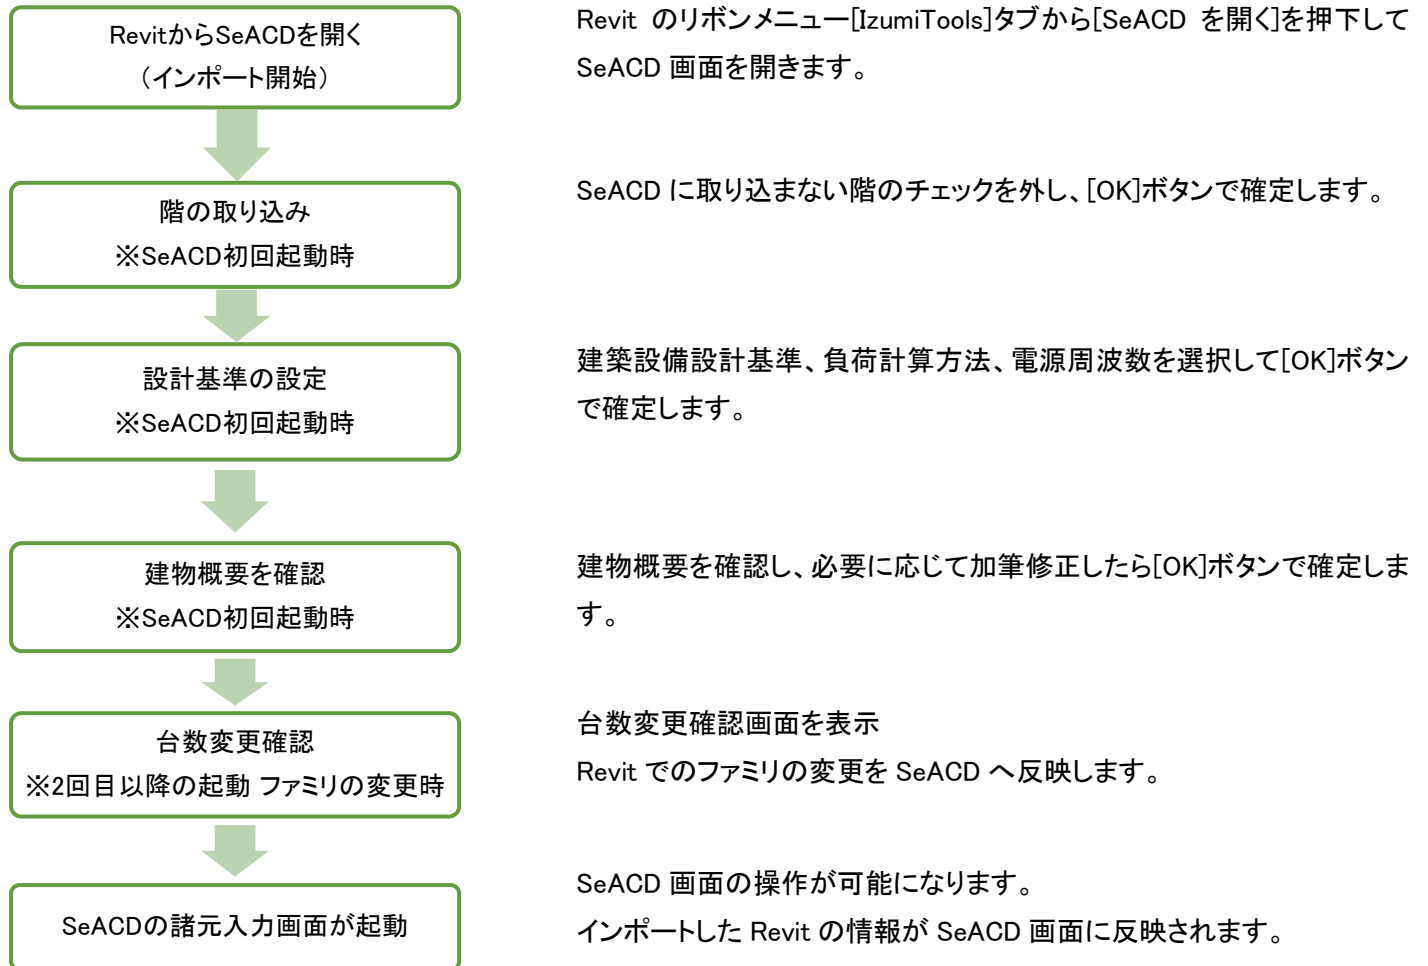 RevitからSeACDを開く
（インポート開始）
Revit のリボンメニュー[IzumiTools]タブから[SeACD を開く]を押下して
SeACD 画面を開きます。
階の取り込み
※SeACD初回起動時
SeACD に取り込まない階のチェックを外し、[OK]ボタンで確定します。
設計基準の設定
※SeACD初回起動時
建築設備設計基準、負荷計算方法、電源周波数を選択して[OK]ボタン
で確定します。
建物概要を確認
※SeACD初回起動時
建物概要を確認し、必要に応じて加筆修正したら[OK]ボタンで確定しま
す。
台数変更確認
※2回目以降の起動 ファミリの変更時
台数変更確認画面を表示
Revit でのファミリの変更を SeACD へ反映します。
SeACDの諸元入力画面が起動
SeACD 画面の操作が可能になります。
インポートした Revit の情報が SeACD 画面に反映されます。